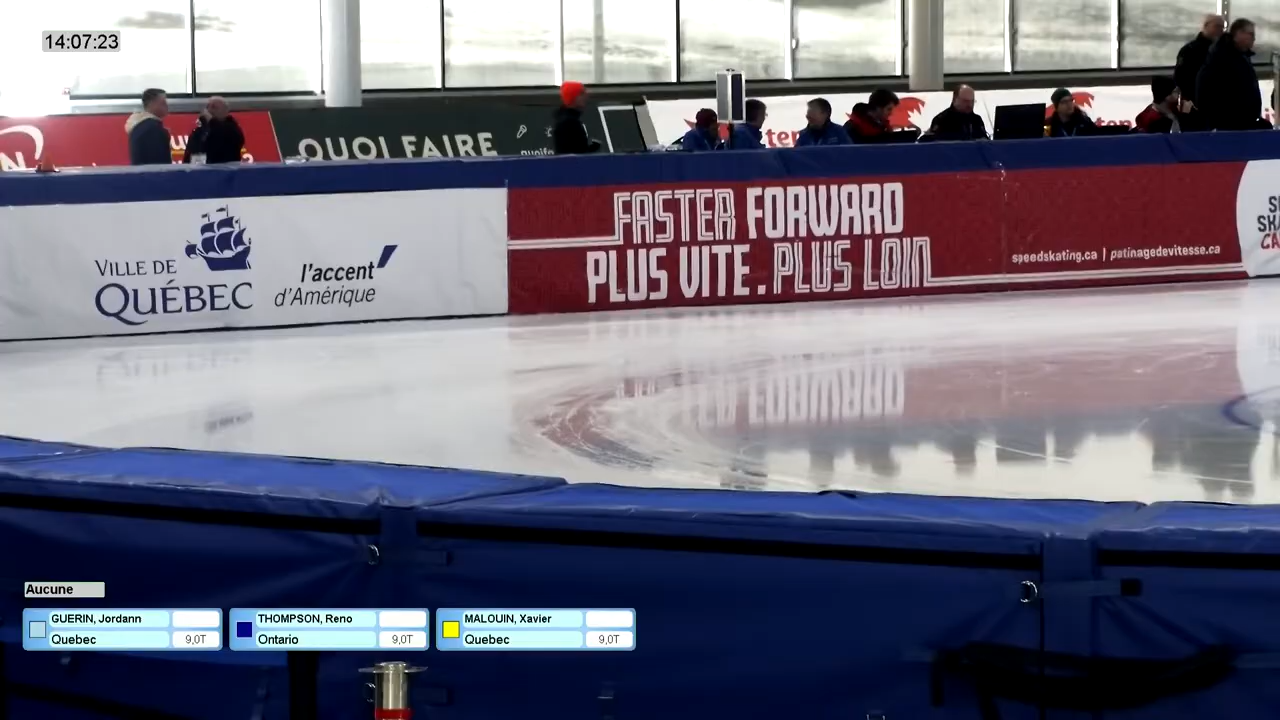 14:07:23
QUOI FAIRE
VILLE DE
QUÉBEC
l'accent
d'Amérique
FASTER FORWARD
PLUS VITE. PLUS LOIN
speedskating.ca | patinagedevitesse.ca
Aucune
GUERIN, Jordann
Quebec 9,0T
THOMPSON, Reno
Ontario 9,0T
MALOUIN, Xavier
Quebec 9,0T